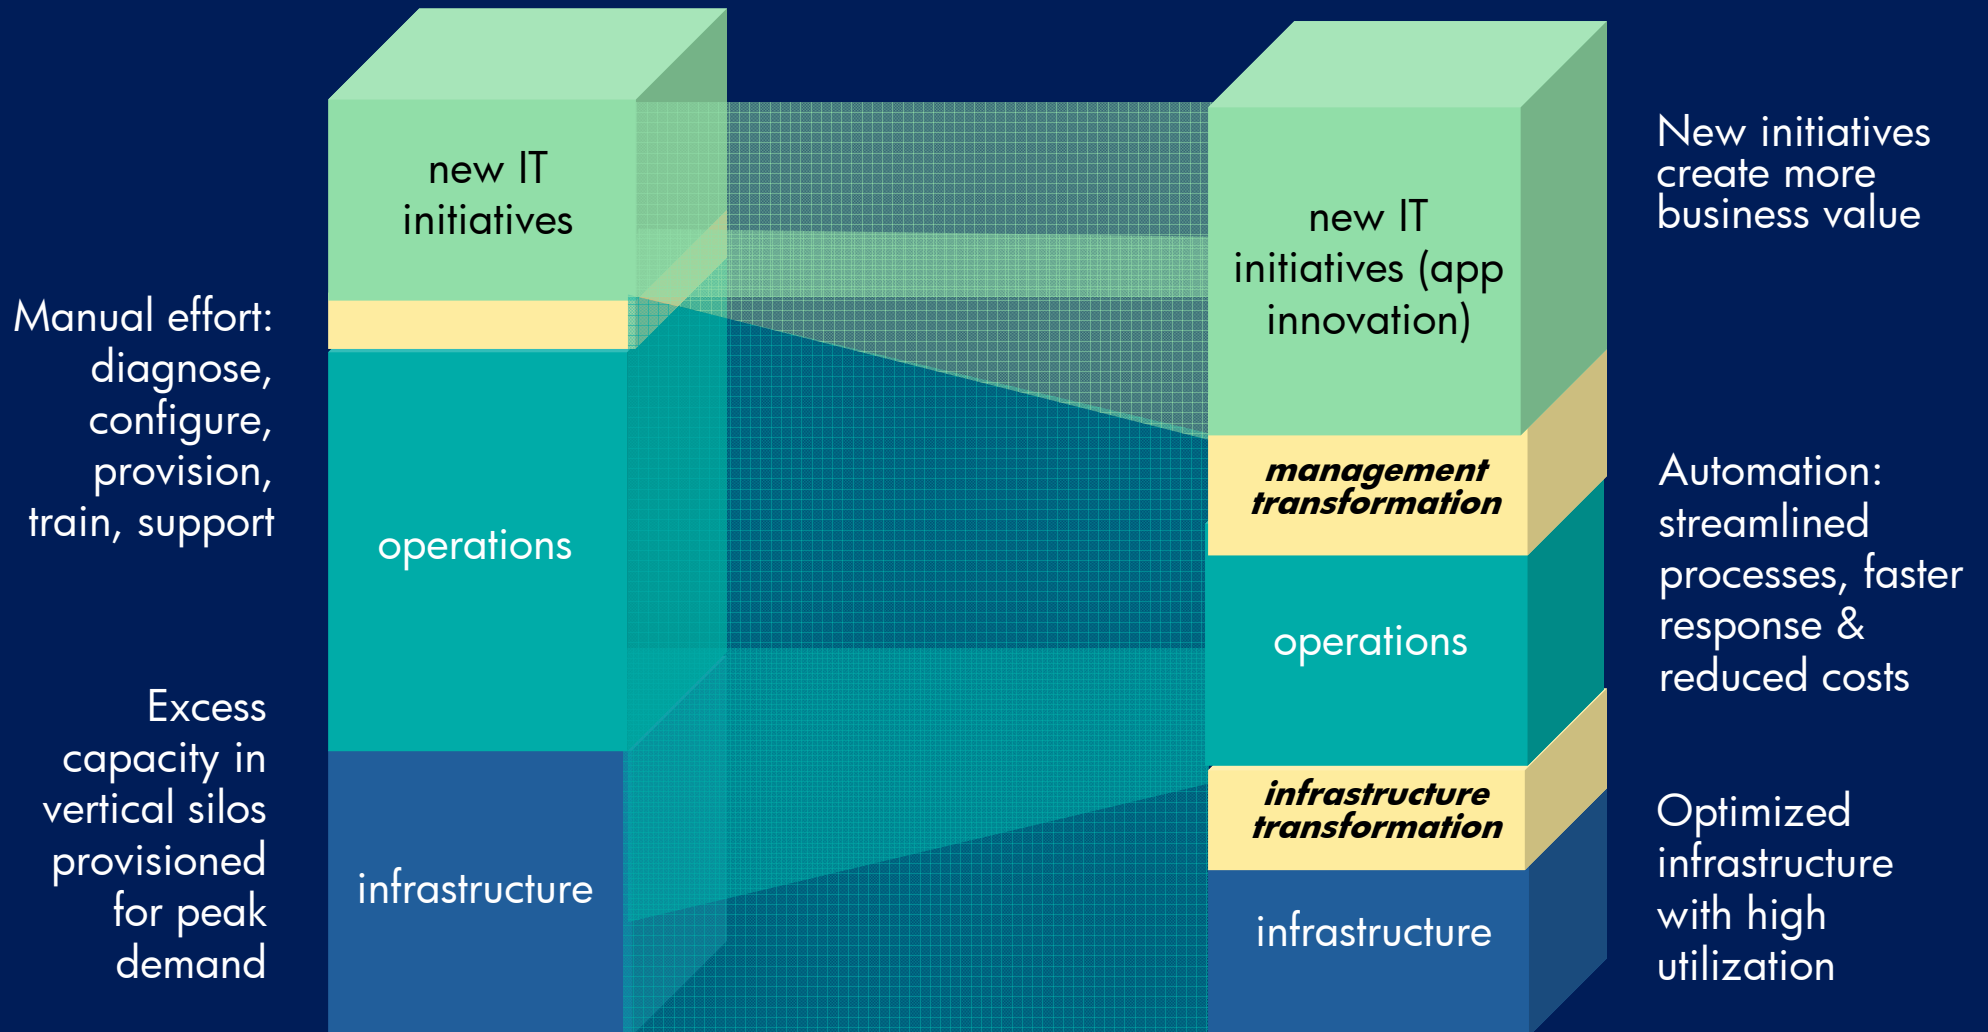 new IT
initiatives
Manual effort:
diagnose,
configure,
provision,
train, support
operations
Excess
capacity in
vertical silos
provisioned
for peak
demand
infrastructure
new IT
initiatives (app
innovation)
management
transformation
operations
infrastructure
transformation
infrastructure
New initiatives
create more
business value
Automation:
streamlined
processes, faster
response &
reduced costs
Optimized
infrastructure
with high
utilization